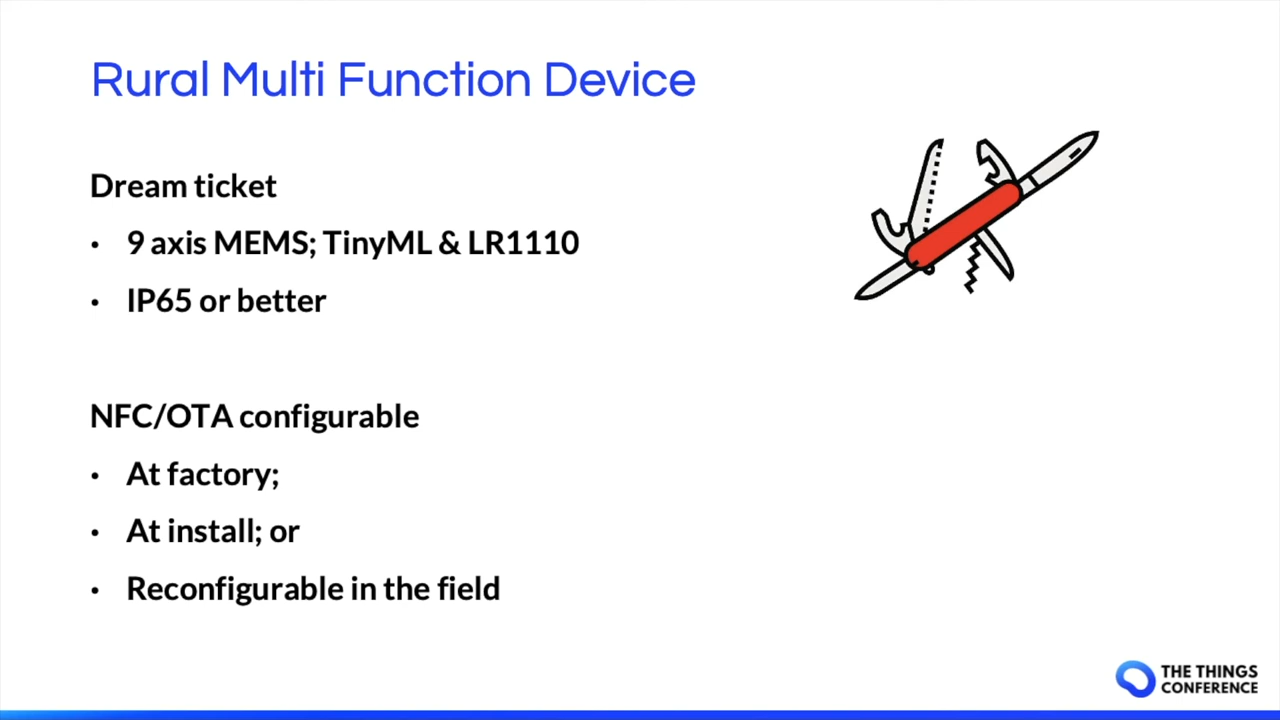 Rural Multi Function Device
Dream ticket
• 9 axis MEMS; TinyML & LR1110
• IP65 or better
NFC/OTA configurable
• At factory;
• At install; or
• Reconfigurable in the field
THE THINGS
CONFERENCE